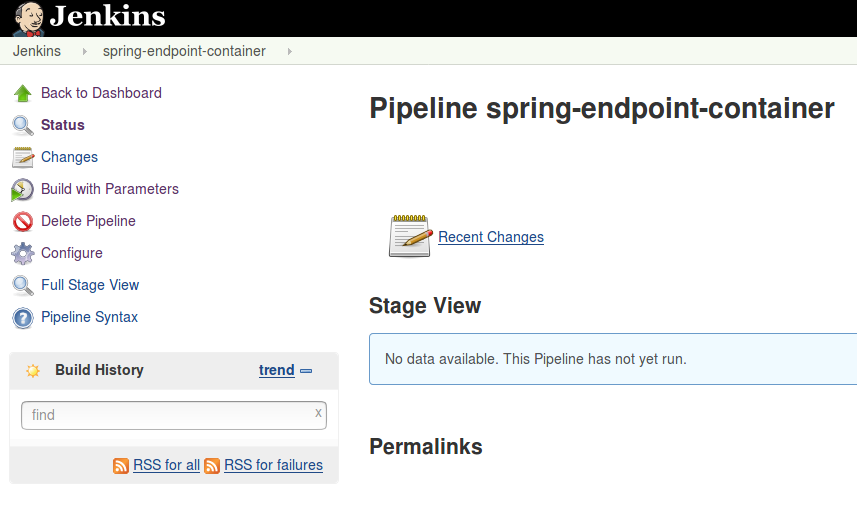 Jenkins
Jenkins spring-endpoint-container
Back to Dashboard
Status
Changes
Build with Parameters
Delete Pipeline
Configure
Full Stage View
Pipeline Syntax
Build History trend
find x
RSS for all RSS for failures
Pipeline spring-endpoint-container
Recent Changes
Stage View
No data available. This Pipeline has not yet run.
Permalinks